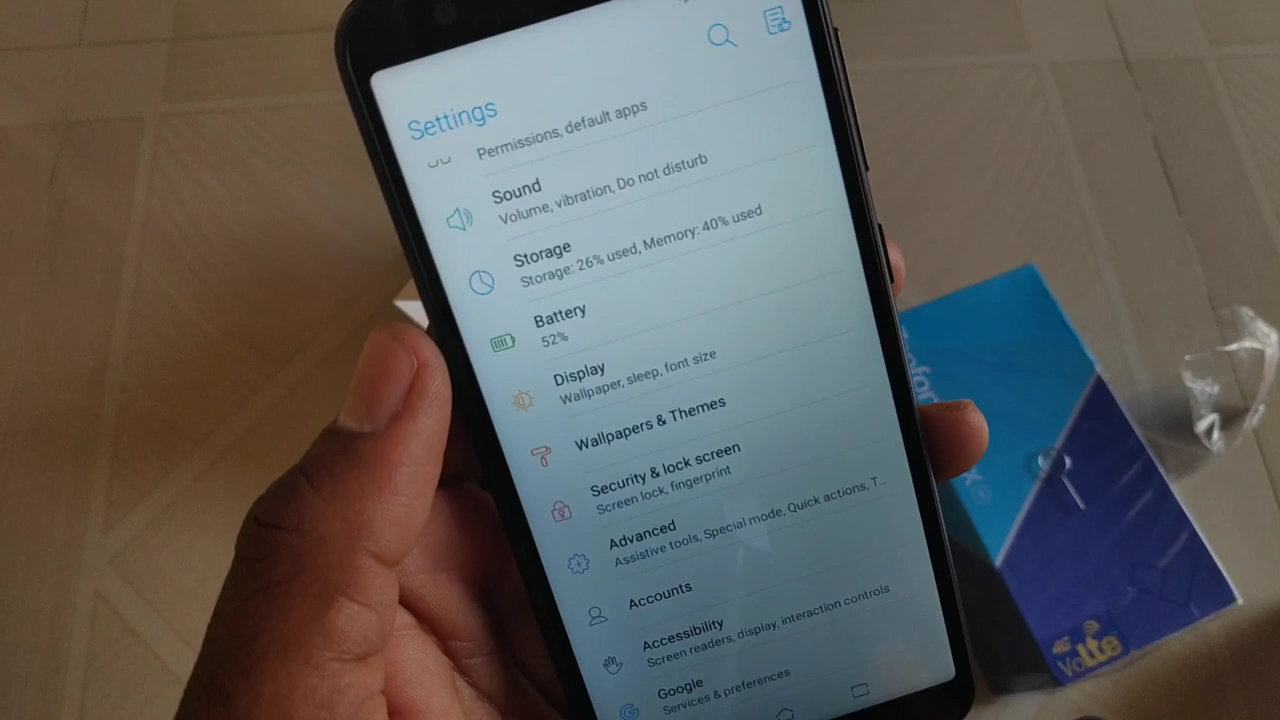 Settings
Permissions, default apps
Sound
Volume, vibration, Do not disturb
Storage
Storage: 26% used, Memory: 40% used
Battery
52%
Display
Wallpaper, sleep, font size
Wallpapers & Themes
Security & lock screen
Screen lock, fingerprint
Advanced
Assistive tools, Special mode, Quick actions, T...
Accounts
Accessibility
Screen readers, display, interaction controls
Google
Services & preferences
4G
VoLTE